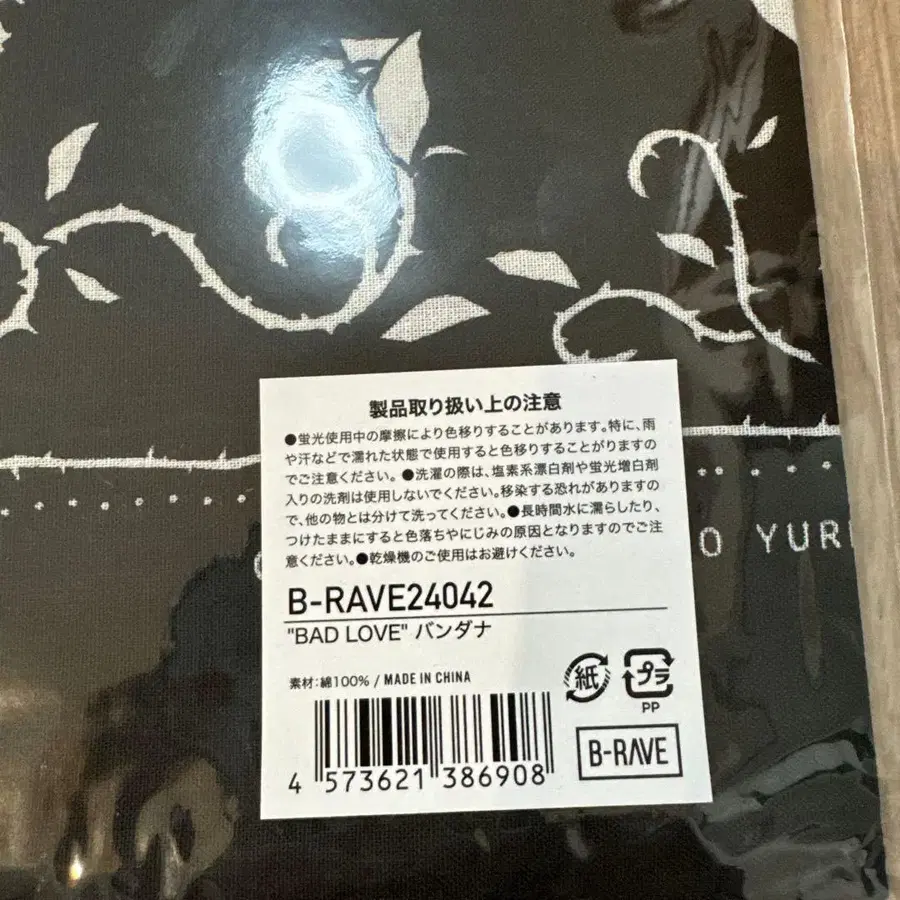 製品取り扱い上の注意
●蛍光使用中の摩擦により色移りすることがあります。特に、雨
や汗などで濡れた状態で使用すると色移りすることがりますの
でご注意ください。●洗濯の際は、塩素系漂白剤や蛍光増白剤
入りの洗剤は使用しないでください。移染する恐れがありますの
で、他の物とは分けて洗ってください。●長時間水に濡らしたり、
つけたままにすると色落ちやにじみの原因となりますのでご注
意ください。●乾燥機のご使用はお避けください。
O YURI
B-RAVE24042
"BAD LOVE" バンダナ
素材:綿100% / MADE IN CHINA
紙
プラ
PP
B-RAVE
4 573621 386908